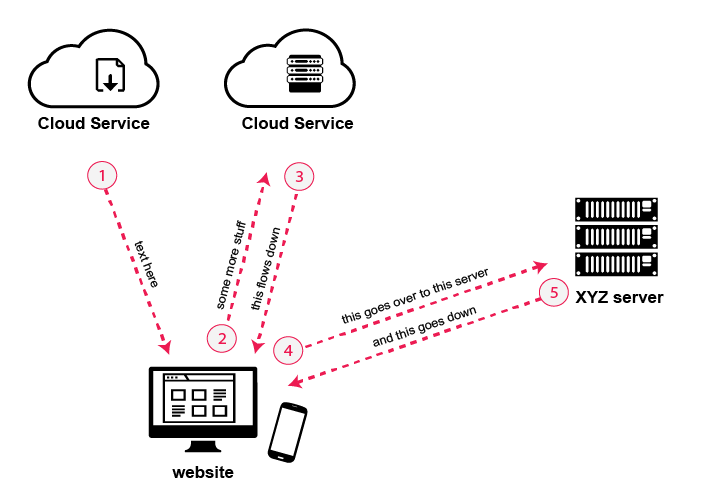 Cloud Service
Cloud Service
1
3
text here
some more stuff
this flows down
2
4
this goes over to this server
5
and this goes down
XYZ server
website